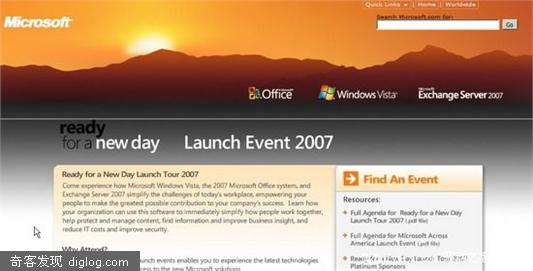 Quick Links | Home | Worldwide
Microsoft
Search Microsoft.com for:
Go
Microsoft Office
Windows Vista
Microsoft Exchange Server 2007
ready for a new day
Launch Event 2007
Ready for a New Day Launch Tour 2007
Come experience how Microsoft Windows Vista, the 2007 Microsoft Office system, and
Exchange Server 2007 simplify the challenges of today's workplace, empowering your
people to make the greatest possible contribution to your company's success. Learn how
your organization can use this software to immediately simplify how people work together,
help protect and manage content, find information and improve business insight, and
reduce IT costs and improve security.
Why Attend?
launch events enables you to experience the latest technologies
access to the new Microsoft solutions
Find An Event
Resources:
Full Agenda for Ready for a New Day
Launch Tour 2007 (.pdf file)
Full Agenda for Microsoft Across
America Launch Event (.pdf file)
Ready for a New Day Launch 2007
Platinum Sponsors
奇客发现 diglog.com